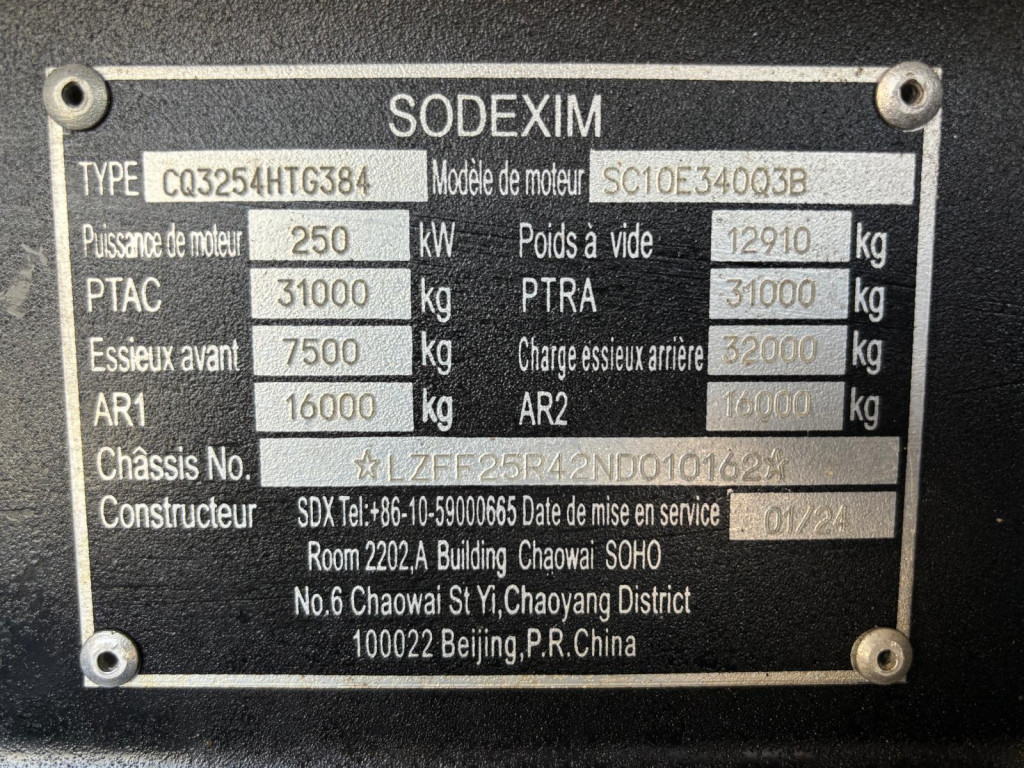 SODEXIM
TYPE CQ3254HTG384 Modèle de moteur SC10E340Q3B
Puissance de moteur 250 kW Poids à vide 12910 kg
PTAC 31000 kg PTRA 31000 kg
Essieux avant 7500 kg Charge essieux arrière 32000 kg
AR1 16000 kg AR2 16000 kg
Châssis No. ☆LZFF25R42ND010162☆
Constructeur SDX Tel:+86-10-59000665 Date de mise en service 01/24
Room 2202,A Building Chaowai SOHO
No.6 Chaowai St Yi,Chaoyang District
100022 Beijing,P.R.China